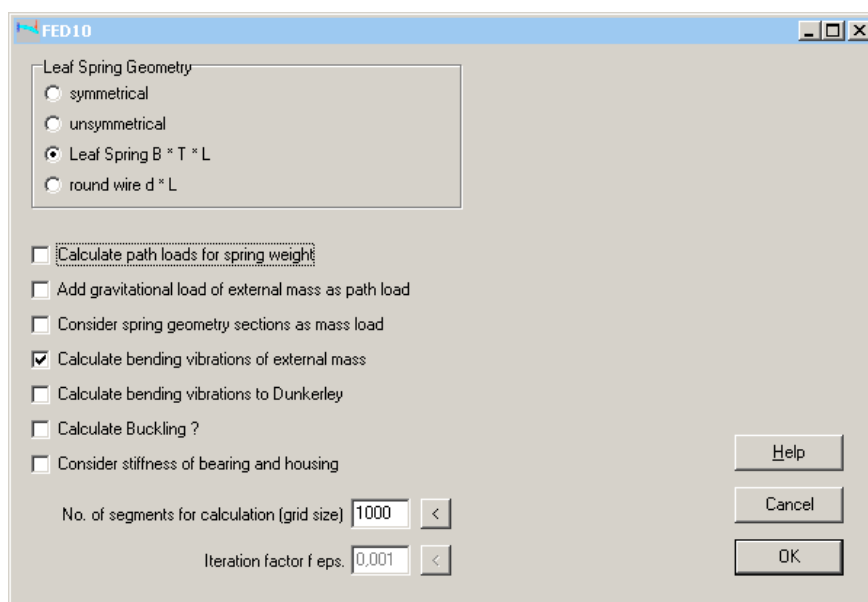 FED10
Leaf Spring Geometry
symmetrical
unsymmetrical
Leaf Spring B * T * L
round wire d * L
Calculate path loads for spring weight
Add gravitational load of external mass as path load
Consider spring geometry sections as mass load
Calculate bending vibrations of external mass
Calculate bending vibrations to Dunkerley
Calculate Buckling ?
Consider stiffness of bearing and housing
Help
No. of segments for calculation (grid size) 1000 <
Cancel
Iteration factor f eps. 0,001 <
OK